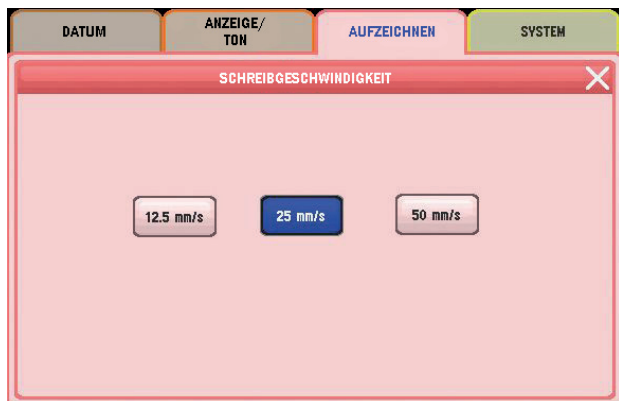 DATUM
ANZEIGE/
TON
AUFZEICHNEN
SYSTEM
SCHREIBGESCHWINDIGKEIT
12.5 mm/s
25 mm/s
50 mm/s